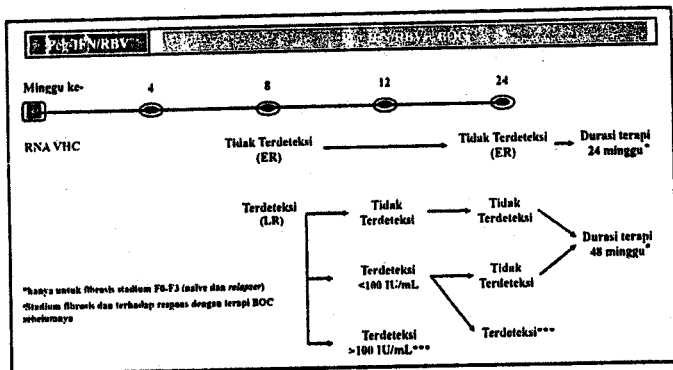 Peg-IFN/RBV
Minggu ke-
4
8
12
24
RNA VHC
Tidak Terdeteksi
(ER)
Tidak Terdeteksi
(ER)
Durasi terapi
24 minggu*
Terdeteksi
(LR)
Tidak
Terdeteksi
Tidak
Terdeteksi
Durasi terapi
48 minggu*
Terdeteksi
<100 IU/mL
Tidak
Terdeteksi
Terdeteksi
>100 IU/mL***
Terdeteksi***
*hanya untuk fibrosis stadium F0-F3 (naive dan relapser)
*Stadium fibrosis dan terhadap respons dengan terapi BOC
sebelumnya